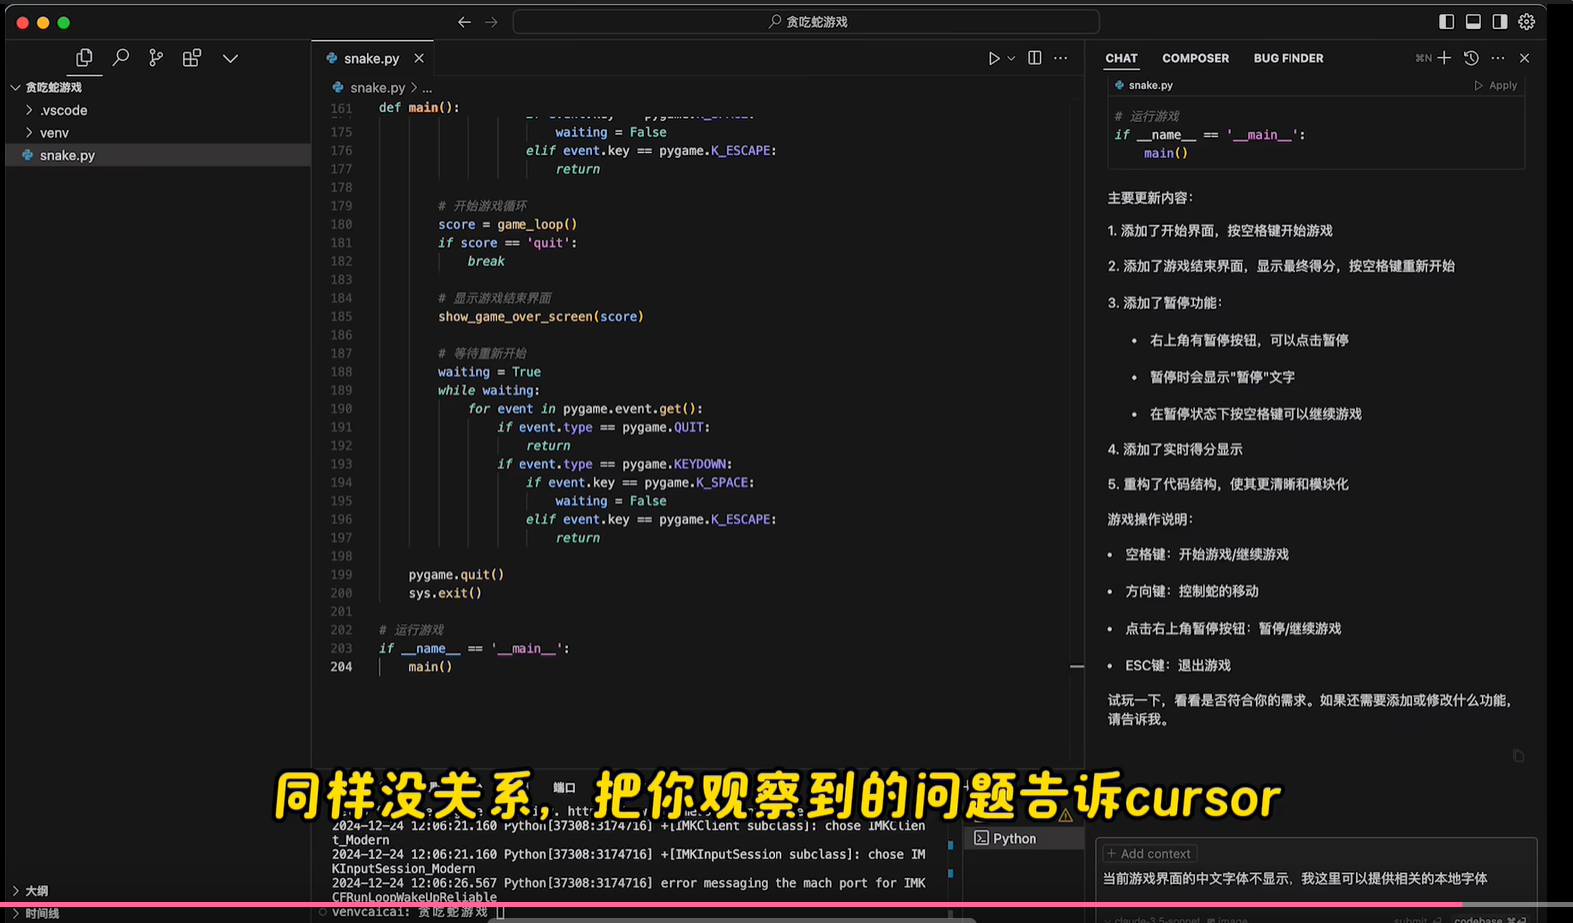 贪吃蛇游戏
snake.py
CHAT
COMPOSER
BUG FINDER
⌘N
贪吃蛇游戏
.vscode
venv
snake.py
大纲
时间线
snake.py > ...
161 def main():
175 waiting = False
176 elif event.key == pygame.K_ESCAPE:
177 return
178
179 # 开始游戏循环
180 score = game_loop()
181 if score == 'quit':
182 break
183
184 # 显示游戏结束界面
185 show_game_over_screen(score)
186
187 # 等待重新开始
188 waiting = True
189 while waiting:
190 for event in pygame.event.get():
191 if event.type == pygame.QUIT:
192 return
193 if event.type == pygame.KEYDOWN:
194 if event.key == pygame.K_SPACE:
195 waiting = False
196 elif event.key == pygame.K_ESCAPE:
197 return
198
199 pygame.quit()
200 sys.exit()
201
202 # 运行游戏
203 if __name__ == '__main__':
204 main()
端口
同样没关系，把你观察到的问题告诉cursor
2024-12-24 12:06:21.160 Python[37308:3174716] +[IMKClient subclass]: chose IMKClien
t_Modern
2024-12-24 12:06:21.160 Python[37308:3174716] +[IMKInputSession subclass]: chose IM
KInputSession_Modern
2024-12-24 12:06:26.567 Python[37308:3174716] error messaging the mach port for IMK
CFRunLoopWakeUpReliable
venvcaicai: 贪吃蛇游戏
Python
snake.py
Apply
# 运行游戏
if __name__ == '__main__':
main()
主要更新内容：
1. 添加了开始界面，按空格键开始游戏
2. 添加了游戏结束界面，显示最终得分，按空格键重新开始
3. 添加了暂停功能：
• 右上角有暂停按钮，可以点击暂停
• 暂停时会显示"暂停"文字
• 在暂停状态下按空格键可以继续游戏
4. 添加了实时得分显示
5. 重构了代码结构，使其更清晰和模块化
游戏操作说明：
• 空格键：开始游戏/继续游戏
• 方向键：控制蛇的移动
• 点击右上角暂停按钮：暂停/继续游戏
• ESC键：退出游戏
试玩一下，看看是否符合你的需求。如果还需要添加或修改什么功能，
请告诉我。
+ Add context
当前游戏界面的中文字体不显示，我这里可以提供相关的本地字体
claude-3.5-sonnet
image
submit
codebase